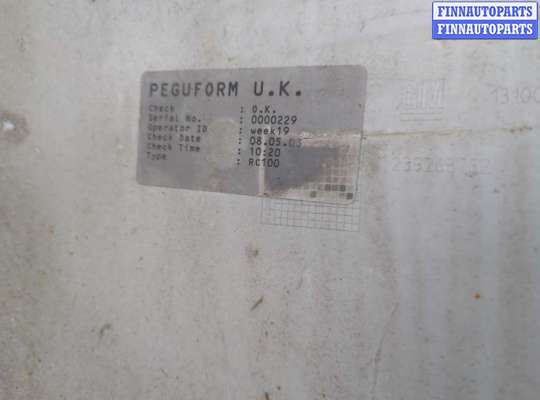 FINNAUTOPARTS
FINNAUTOPARTS
PEGUFORM U.K.
Check : O.K.
Serial No. : 0000229
Operator ID : week19
Check Date : 08.05.03
Check Time : 10:20
Type : RC100
GM